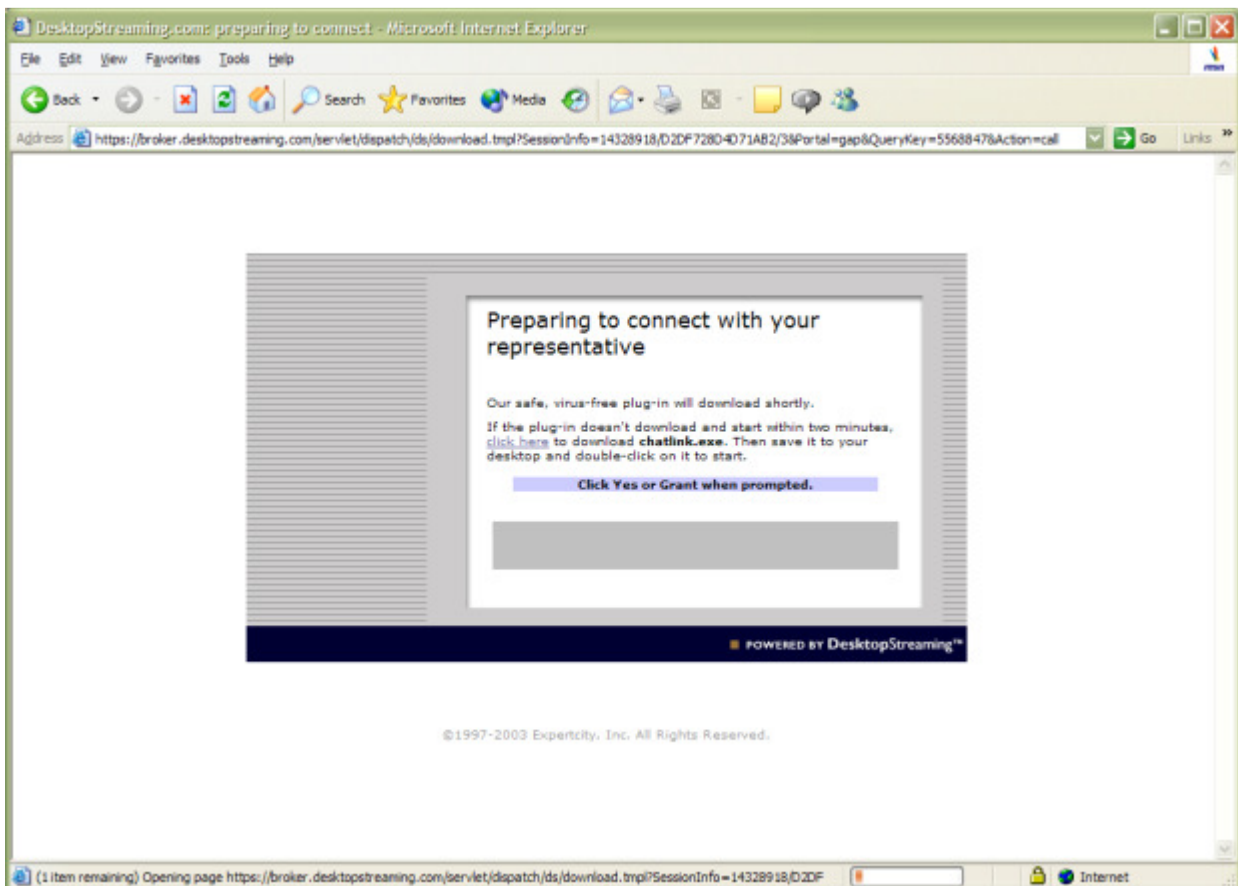 DesktopStreaming.com: preparing to connect - Microsoft Internet Explorer
File Edit View Favorites Tools Help
msn
Back Search Favorites Media
Address https://broker.desktopstreaming.com/servlet/dispatch/ds/download.tmpl?SessionInfo=14328918/D2DF728D4D71AB2/3&Portal=gap&QueryKey=5568847&Action=call Go Links »
Preparing to connect with your
representative
Our safe, virus-free plug-in will download shortly.
If the plug-in doesn't download and start within two minutes,
click here to download chatlink.exe. Then save it to your
desktop and double-click on it to start.
Click Yes or Grant when prompted.
POWERED BY DesktopStreaming™
©1997-2003 Expertcity, Inc. All Rights Reserved.
(1 item remaining) Opening page https://broker.desktopstreaming.com/servlet/dispatch/ds/download.tmpl?SessionInfo=14328918/D2DF Internet